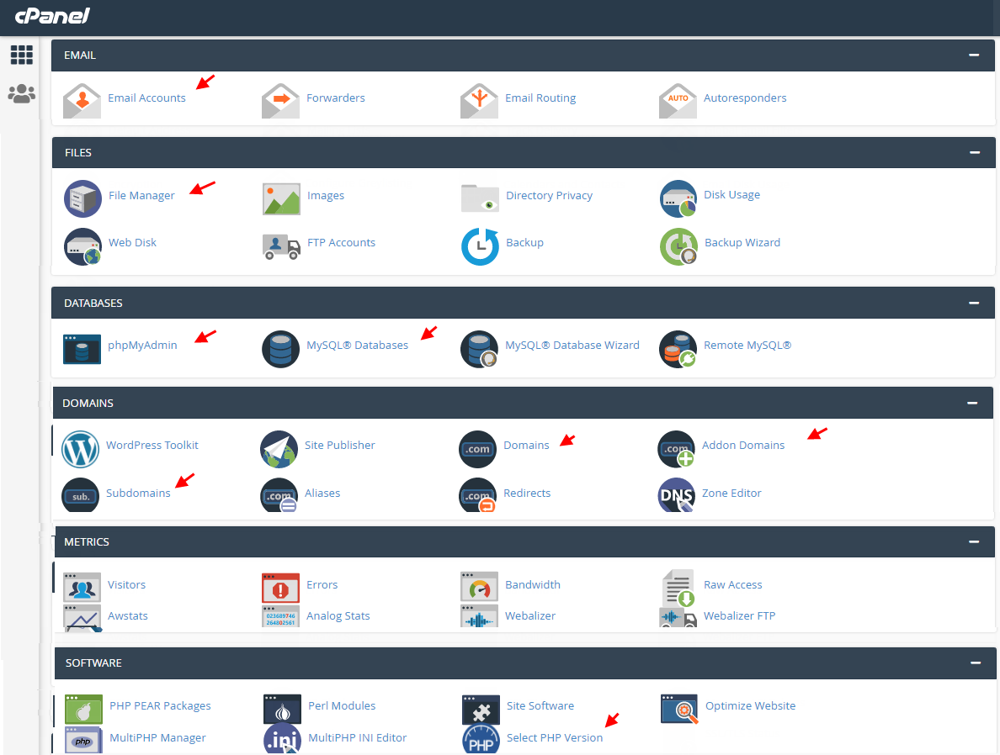 cPanel
EMAIL
Email Accounts
Forwarders
Email Routing
AUTO
Autoresponders
FILES
File Manager
Images
Directory Privacy
Disk Usage
Web Disk
FTP Accounts
Backup
Backup Wizard
DATABASES
phpMyAdmin
MySQL® Databases
MySQL® Database Wizard
Remote MySQL®
DOMAINS
WordPress Toolkit
Site Publisher
.com
Domains
.com
Addon Domains
sub.
Subdomains
.com
Aliases
.com
Redirects
DNS
Zone Editor
METRICS
Visitors
Errors
Bandwidth
Raw Access
Awstats
023689746
264802561
Analog Stats
Webalizer
Webalizer FTP
SOFTWARE
PHP PEAR Packages
Perl Modules
Site Software
Optimize Website
php
MultiPHP Manager
.ini
MultiPHP INI Editor
PHP
Select PHP Version